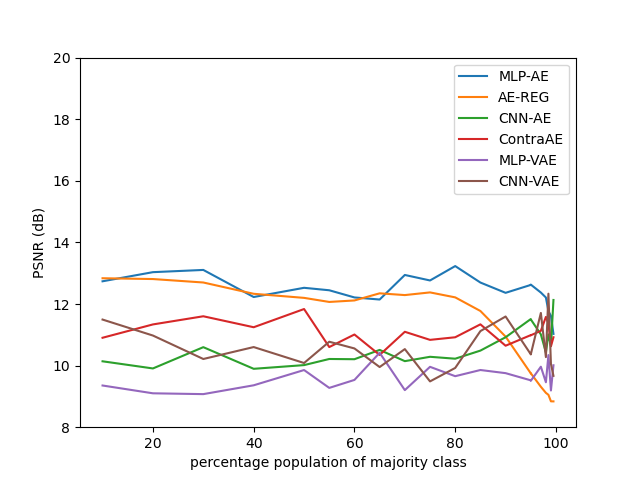 20
18
16
14
12
10
8
PSNR (dB)
MLP-AE
AE-REG
CNN-AE
ContraAE
MLP-VAE
CNN-VAE
20 40 60 80 100
percentage population of majority class